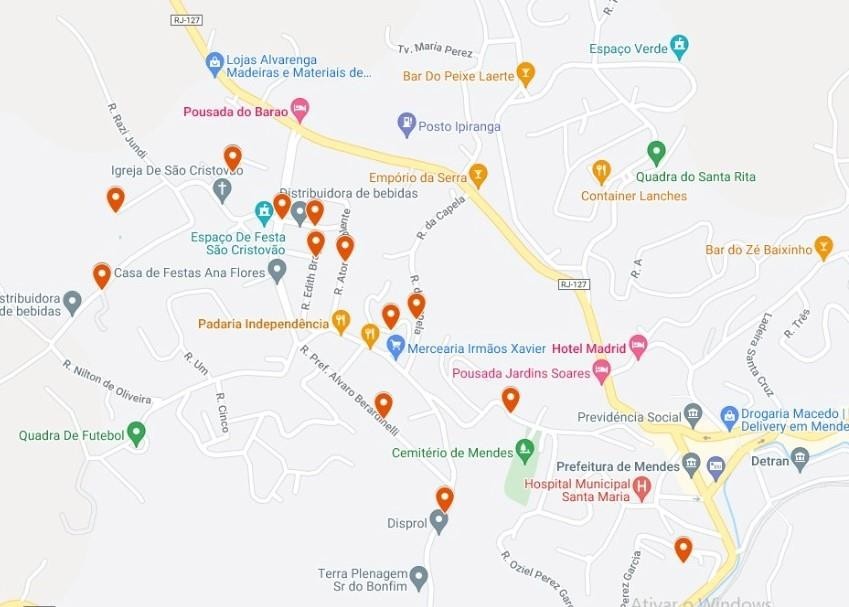 RJ-127
Tv. Maria Perez
Espaço Verde
Lojas Alvarenga
Madeiras e Materiais de...
Bar Do Peixe Laerte
Pousada do Barao
Posto Ipiranga
R. Razi Jundi
Igreja De São Cristovão
Empório da Serra
Quadra do Santa Rita
Distribuidora de bebidas
Container Lanches
R. da Capela
Espaço De Festa
São Cristovão
Bar do Zé Baixinho
R. A
Casa de Festas Ana Flores
R. Edith Bra
R. Ator
vente
RJ-127
stribuidora
de bebidas
R. d
pela
R. Três
Padaria Independência
Mercearia Irmãos Xavier
Hotel Madrid
Ladeira Santa Cruz
R. Um
R. Pref. Alvaro Berardinelli
Pousada Jardins Soares
R. Nilton de Oliveira
R. Cinco
Previdência Social
Drogaria Macedo |
Delivery em Mende
Quadra De Futebol
Cemitério de Mendes
Prefeitura de Mendes
Detran
Hospital Municipal
Santa Maria
Disprol
R. Oziel Perez Garc
Perez Garcia
Terra Plenagem
Sr do Bonfim
Ativar o Windows